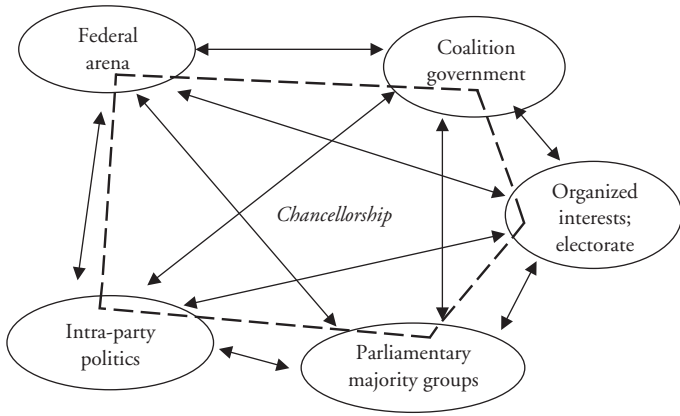 Federal
arena
Coalition
government
Organized
interests;
electorate
Chancellorship
Intra-party
politics
Parliamentary
majority groups